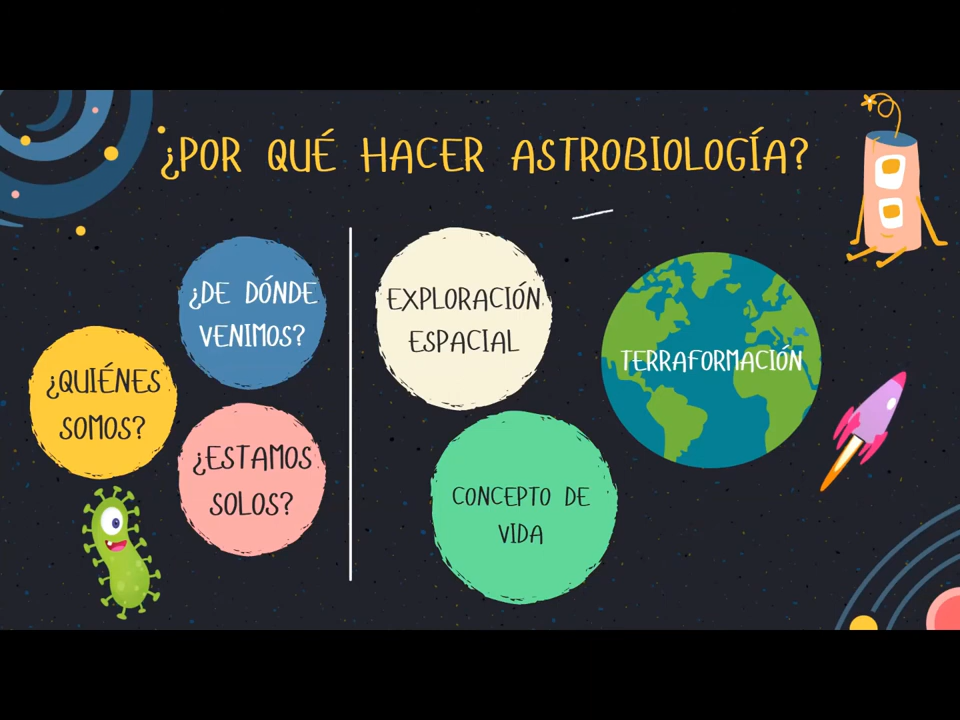 ¿POR QUÉ HACER ASTROBIOLOGÍA?
¿QUIÉNES
SOMOS?
¿DE DÓNDE
VENIMOS?
¿ESTAMOS
SOLOS?
EXPLORACIÓN
ESPACIAL
CONCEPTO DE
VIDA
TERRAFORMACIÓN